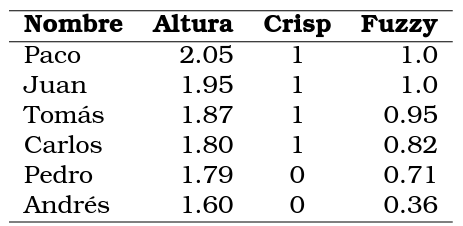 Nombre Altura Crisp Fuzzy
Paco 2.05 1 1.0
Juan 1.95 1 1.0
Tomás 1.87 1 0.95
Carlos 1.80 1 0.82
Pedro 1.79 0 0.71
Andrés 1.60 0 0.36